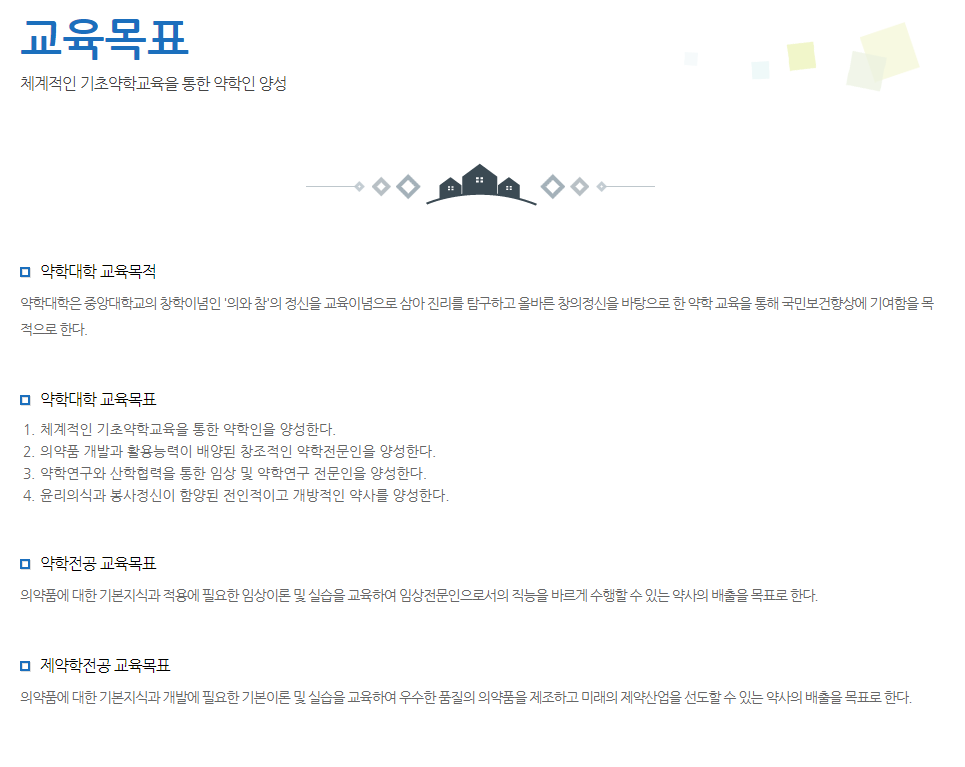 교육목표
체계적인 기초약학교육을 통한 약학인 양성
약학대학 교육목적
약학대학은 중앙대학교의 창학이념인 '의와 참'의 정신을 교육이념으로 삼아 진리를 탐구하고 올바른 창의정신을 바탕으로 한 약학 교육을 통해 국민보건향상에 기여함을 목
적으로 한다.
약학대학 교육목표
1. 체계적인 기초약학교육을 통한 약학인을 양성한다.
2. 의약품 개발과 활용능력이 배양된 창조적인 약학전문인을 양성한다.
3. 약학연구와 산학협력을 통한 임상 및 약학연구 전문인을 양성한다.
4. 윤리의식과 봉사정신이 함양된 전인적이고 개방적인 약사를 양성한다.
약학전공 교육목표
의약품에 대한 기본지식과 적용에 필요한 임상이론 및 실습을 교육하여 임상전문인으로서의 직능을 바르게 수행할 수 있는 약사의 배출을 목표로 한다.
제약학전공 교육목표
의약품에 대한 기본지식과 개발에 필요한 기본이론 및 실습을 교육하여 우수한 품질의 의약품을 제조하고 미래의 제약산업을 선도할 수 있는 약사의 배출을 목표로 한다.